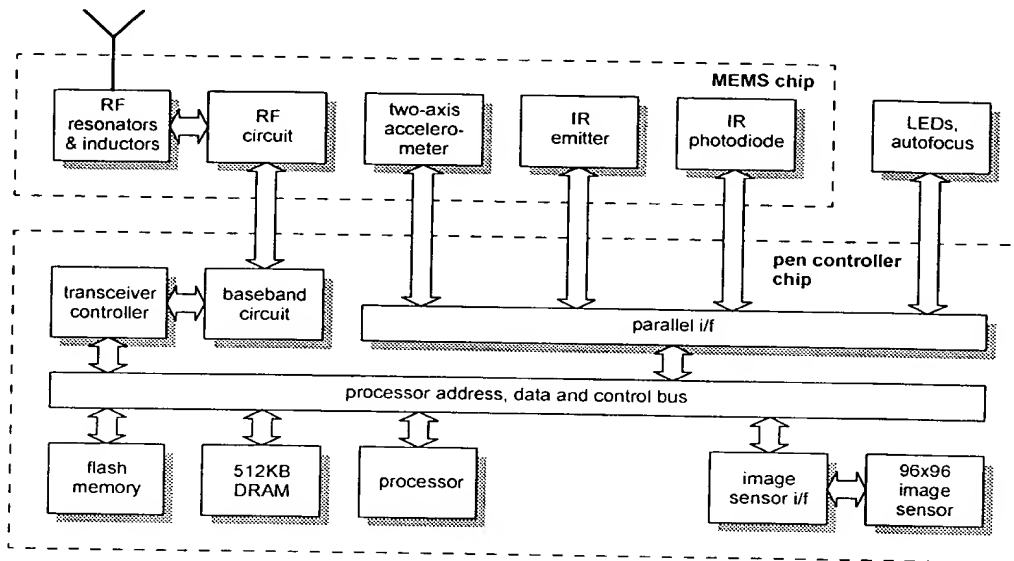 MEMS chip
RF
resonators
& inductors
RF
circuit
two-axis
accelero-
meter
IR
emitter
IR
photodiode
LEDs,
autofocus
pen controller
chip
transceiver
controller
baseband
circuit
parallel i/f
processor address, data and control bus
flash
memory
512KB
DRAM
processor
image
sensor i/f
96x96
image
sensor